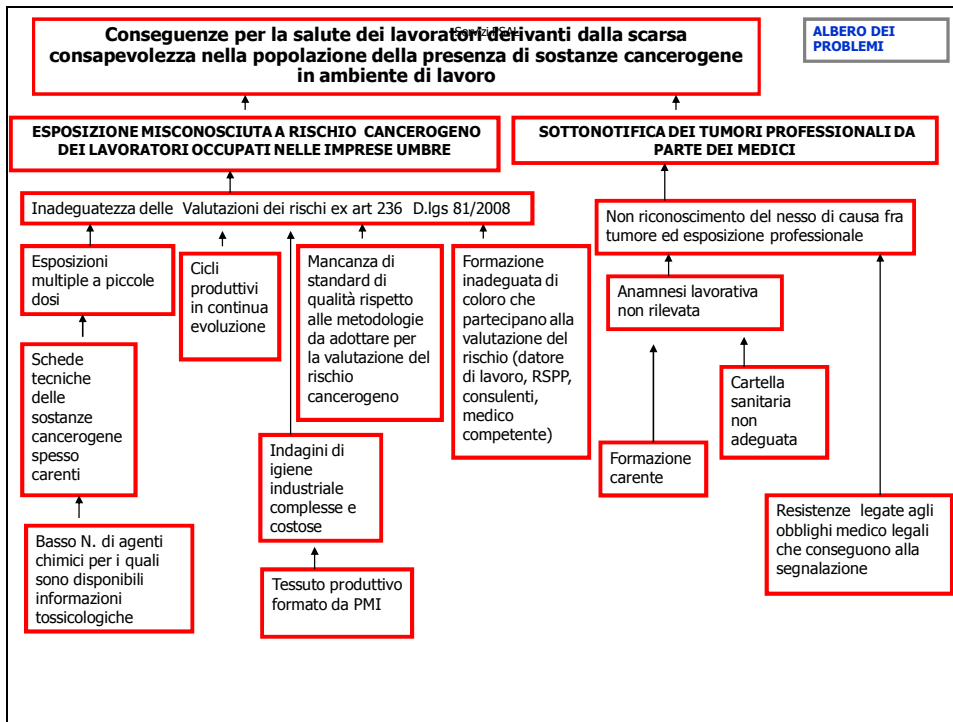 Conseguenze per la salute dei lavoratori derivanti dalla scarsa
consapevolezza nella popolazione della presenza di sostanze cancerogene
in ambiente di lavoro
ALBERO DEI
PROBLEMI
ESPOSIZIONE MISCONOSCIUTA A RISCHIO CANCEROGENO
DEI LAVORATORI OCCUPATI NELLE IMPRESE UMBRE
SOTTONOTIFICA DEI TUMORI PROFESSIONALI DA
PARTE DEI MEDICI
Inadeguatezza delle Valutazioni dei rischi ex art 236 D.lgs 81/2008
Non riconoscimento del nesso di causa fra
tumore ed esposizione professionale
Esposizioni
multiple a piccole
dosi
Cicli
produttivi
in continua
evoluzione
Mancanza di
standard di
qualità rispetto
alle metodologie
da adottare per
la valutazione del
rischio
cancerogeno
Formazione
inadeguata di
coloro che
partecipano alla
valutazione del
rischio (datore
di lavoro, RSPP,
consulenti,
medico
competente)
Anamnesi lavorativa
non rilevata
Schede
tecniche
delle
sostanze
cancerogene
spesso
carenti
Cartella
sanitaria
non
adeguata
Indagini di
igiene
industriale
complesse e
costose
Formazione
carente
Resistenze legate agli
obblighi medico legali
che conseguono alla
segnalazione
Basso N. di agenti
chimici per i quali
sono disponibili
informazioni
tossicologiche
Tessuto produttivo
formato da PMI